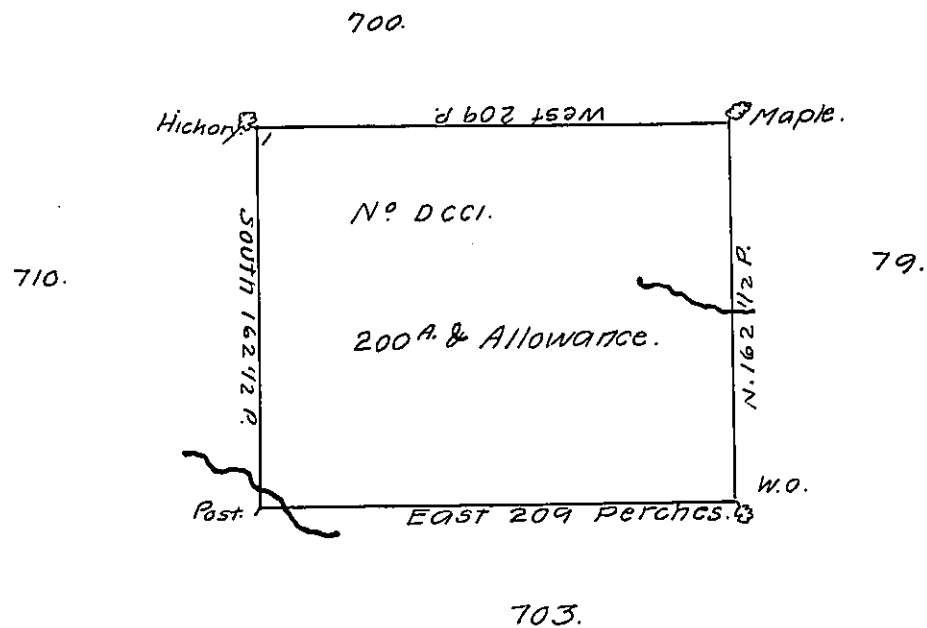 700.
Hickory.
West 209 P.
Maple.
Nº DCCI.
South 162 1/2 P.
N. 162 1/2 P.
710.
79.
200 A. & Allowance.
W.O.
Post.
East 209 Perches.
703.